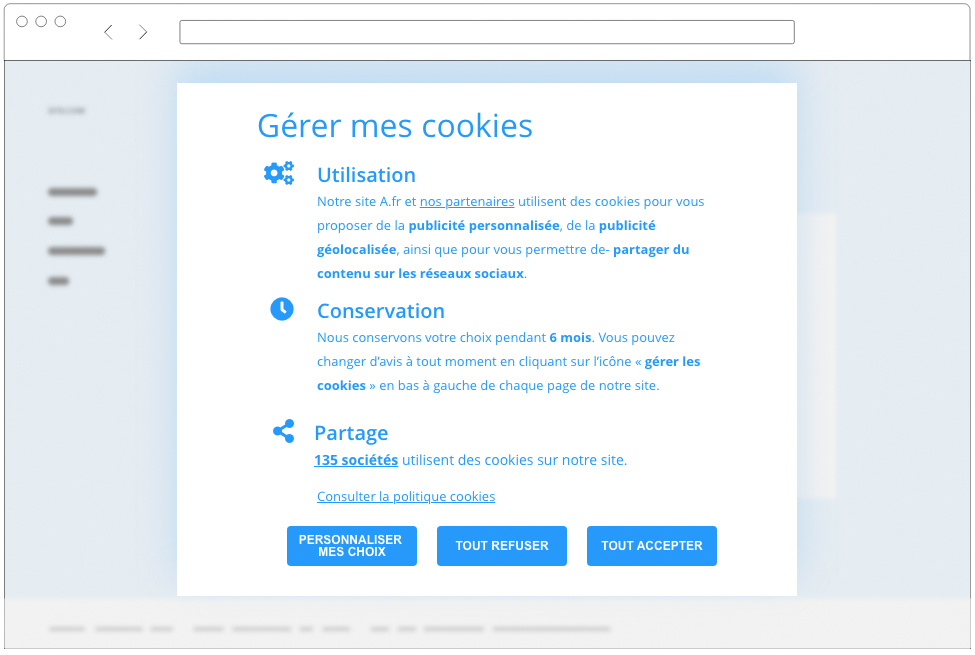 Gérer mes cookies
Utilisation
Notre site A.fr et nos partenaires utilisent des cookies pour vous
proposer de la publicité personnalisée, de la publicité
géolocalisée, ainsi que pour vous permettre de- partager du
contenu sur les réseaux sociaux.
Conservation
Nous conservons votre choix pendant 6 mois. Vous pouvez
changer d’avis à tout moment en cliquant sur l’icône « gérer les
cookies » en bas à gauche de chaque page de notre site.
Partage
135 sociétés utilisent des cookies sur notre site.
Consulter la politique cookies
PERSONNALISER
MES CHOIX
TOUT REFUSER
TOUT ACCEPTER